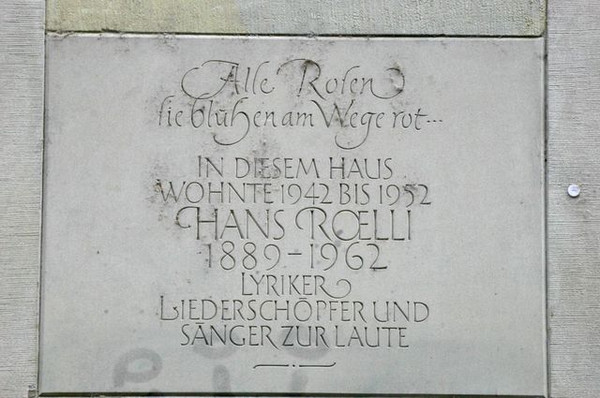 Alle Rosen
sie blühen am Wege rot...
IN DIESEM HAUS
WOHNTE 1942 BIS 1952
HANS RŒLLI
1889–1962
LYRIKER
LIEDERSCHÖPFER UND
SÄNGER ZUR LAUTE